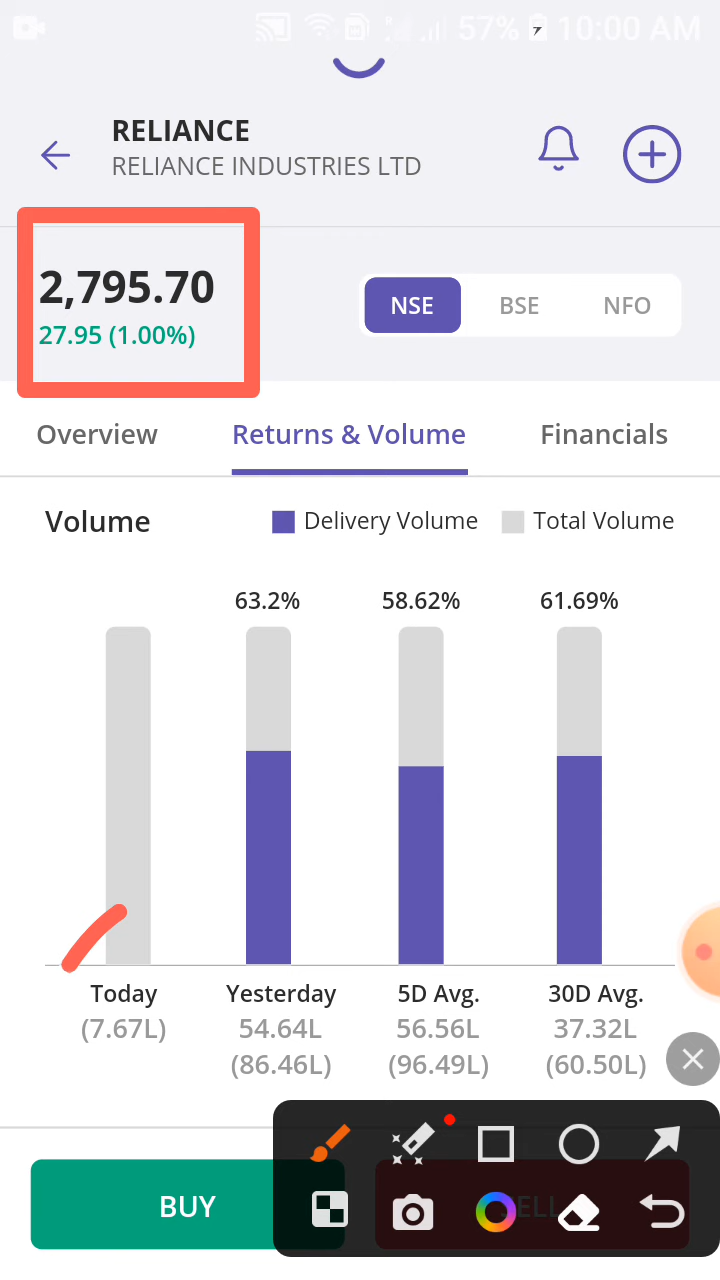 57% 10:00 AM
RELIANCE
RELIANCE INDUSTRIES LTD
2,795.70
27.95 (1.00%)
NSE BSE NFO
Overview Returns & Volume Financials
Volume Delivery Volume Total Volume
63.2% 58.62% 61.69%
Today Yesterday 5D Avg. 30D Avg.
(7.67L) 54.64L 56.56L 37.32L
(86.46L) (96.49L) (60.50L)
BUY SELL